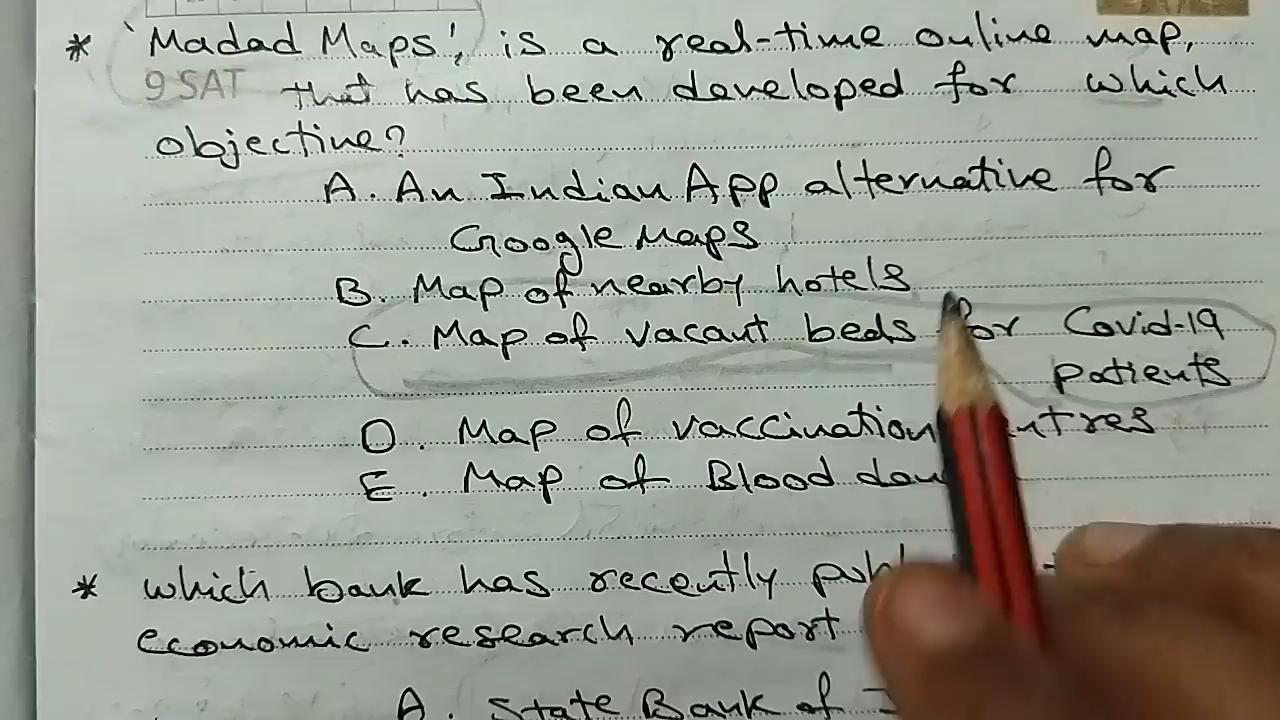 * 'Madad Maps', is a real-time online map,
9 SAT that has been developed for which
objective?
A. An Indian App alternative for
Google Maps
B. Map of nearby hotels
C. Map of vacant beds for Covid-19
patients
D. Map of vaccination
E. Map of Blood
* which bank has recently
economic research report
A. State Bank of